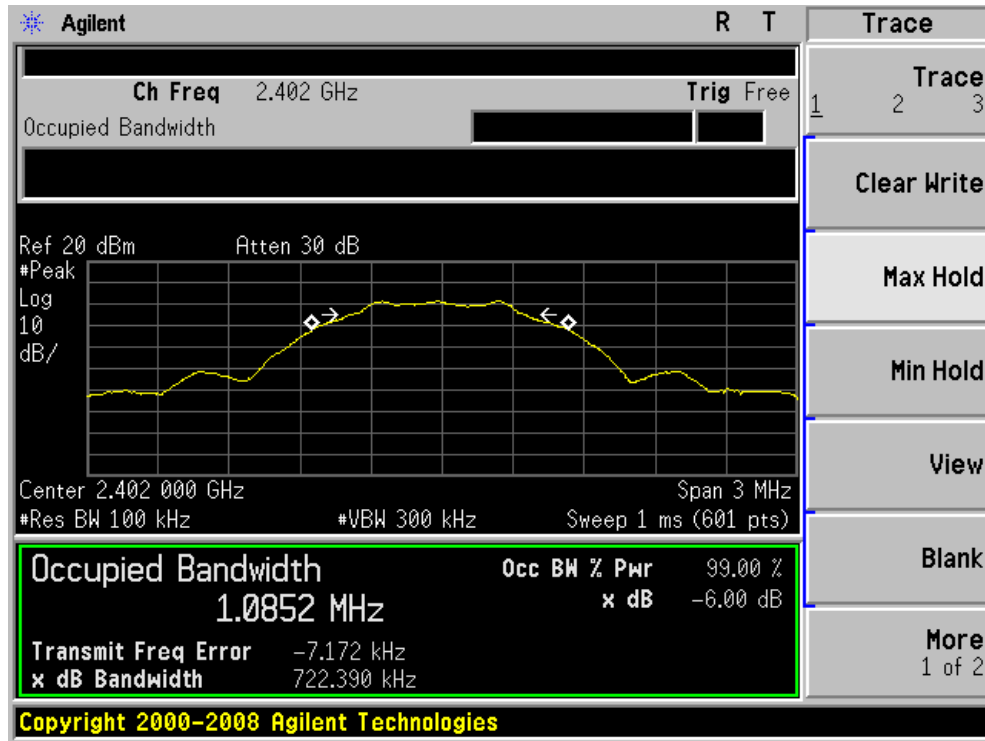 Agilent R T Trace
Ch Freq 2.402 GHz Trig Free
Occupied Bandwidth
Trace
1 2 3
Clear Write
Max Hold
Min Hold
View
Blank
More
1 of 2
Ref 20 dBm Atten 30 dB
#Peak
Log
10
dB/
Center 2.402 000 GHz Span 3 MHz
#Res BW 100 kHz #VBW 300 kHz Sweep 1 ms (601 pts)
Occupied Bandwidth Occ BW % Pwr 99.00 %
1.0852 MHz x dB -6.00 dB
Transmit Freq Error -7.172 kHz
x dB Bandwidth 722.390 kHz
Copyright 2000-2008 Agilent Technologies